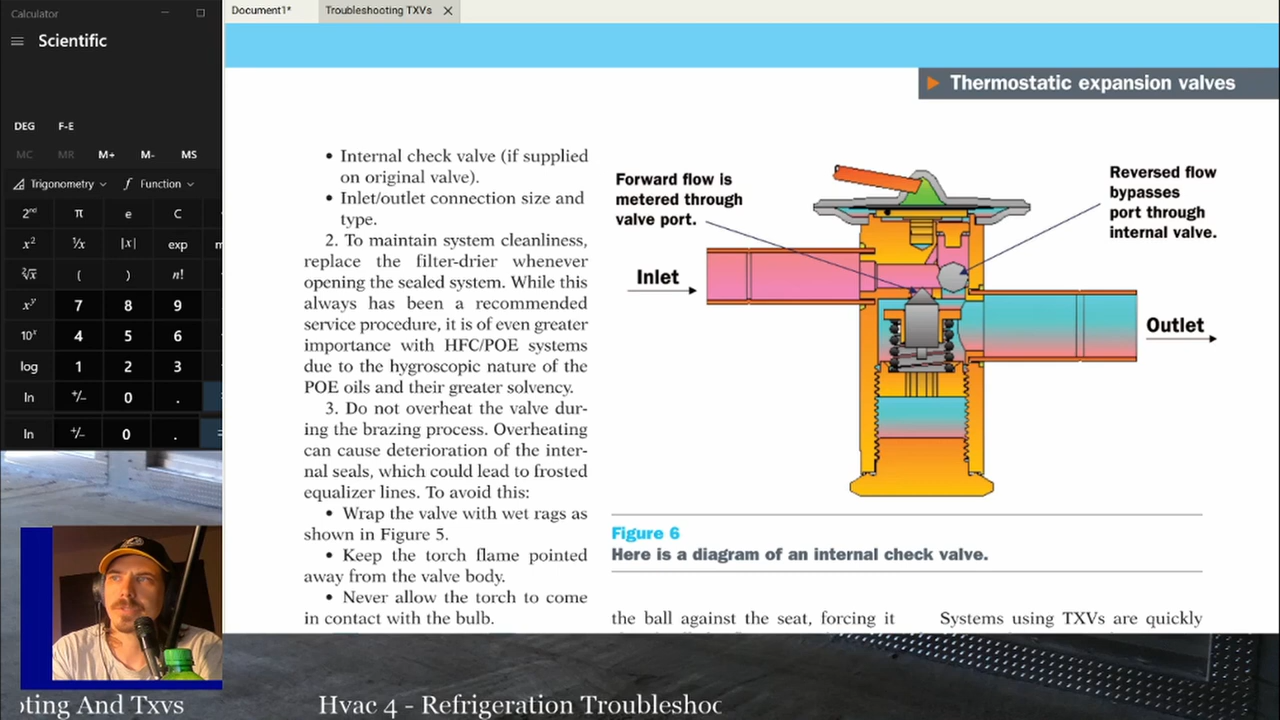 Calculator
Scientific
DEG F-E
MC MR M+ M- MS
Trigonometry Function
2nd π e C
x² ¹/x |x| exp m
²√x ( ) n!
xʸ 7 8 9
10ˣ 4 5 6
log 1 2 3
ln +/- 0 .
ln +/- 0 . =
Document1* Troubleshooting TXVs
Thermostatic expansion valves
• Internal check valve (if supplied
on original valve).
• Inlet/outlet connection size and
type.
2. To maintain system cleanliness,
replace the filter-drier whenever
opening the sealed system. While this
always has been a recommended
service procedure, it is of even greater
importance with HFC/POE systems
due to the hygroscopic nature of the
POE oils and their greater solvency.
3. Do not overheat the valve dur-
ing the brazing process. Overheating
can cause deterioration of the inter-
nal seals, which could lead to frosted
equalizer lines. To avoid this:
• Wrap the valve with wet rags as
shown in Figure 5.
• Keep the torch flame pointed
away from the valve body.
• Never allow the torch to come
in contact with the bulb.
Forward flow is
metered through
valve port.
Reversed flow
bypasses
port through
internal valve.
Inlet
Outlet
Figure 6
Here is a diagram of an internal check valve.
the ball against the seat, forcing it
Systems using TXVs are quickly
oting And Txvs Hvac 4 - Refrigeration Troubleshoc